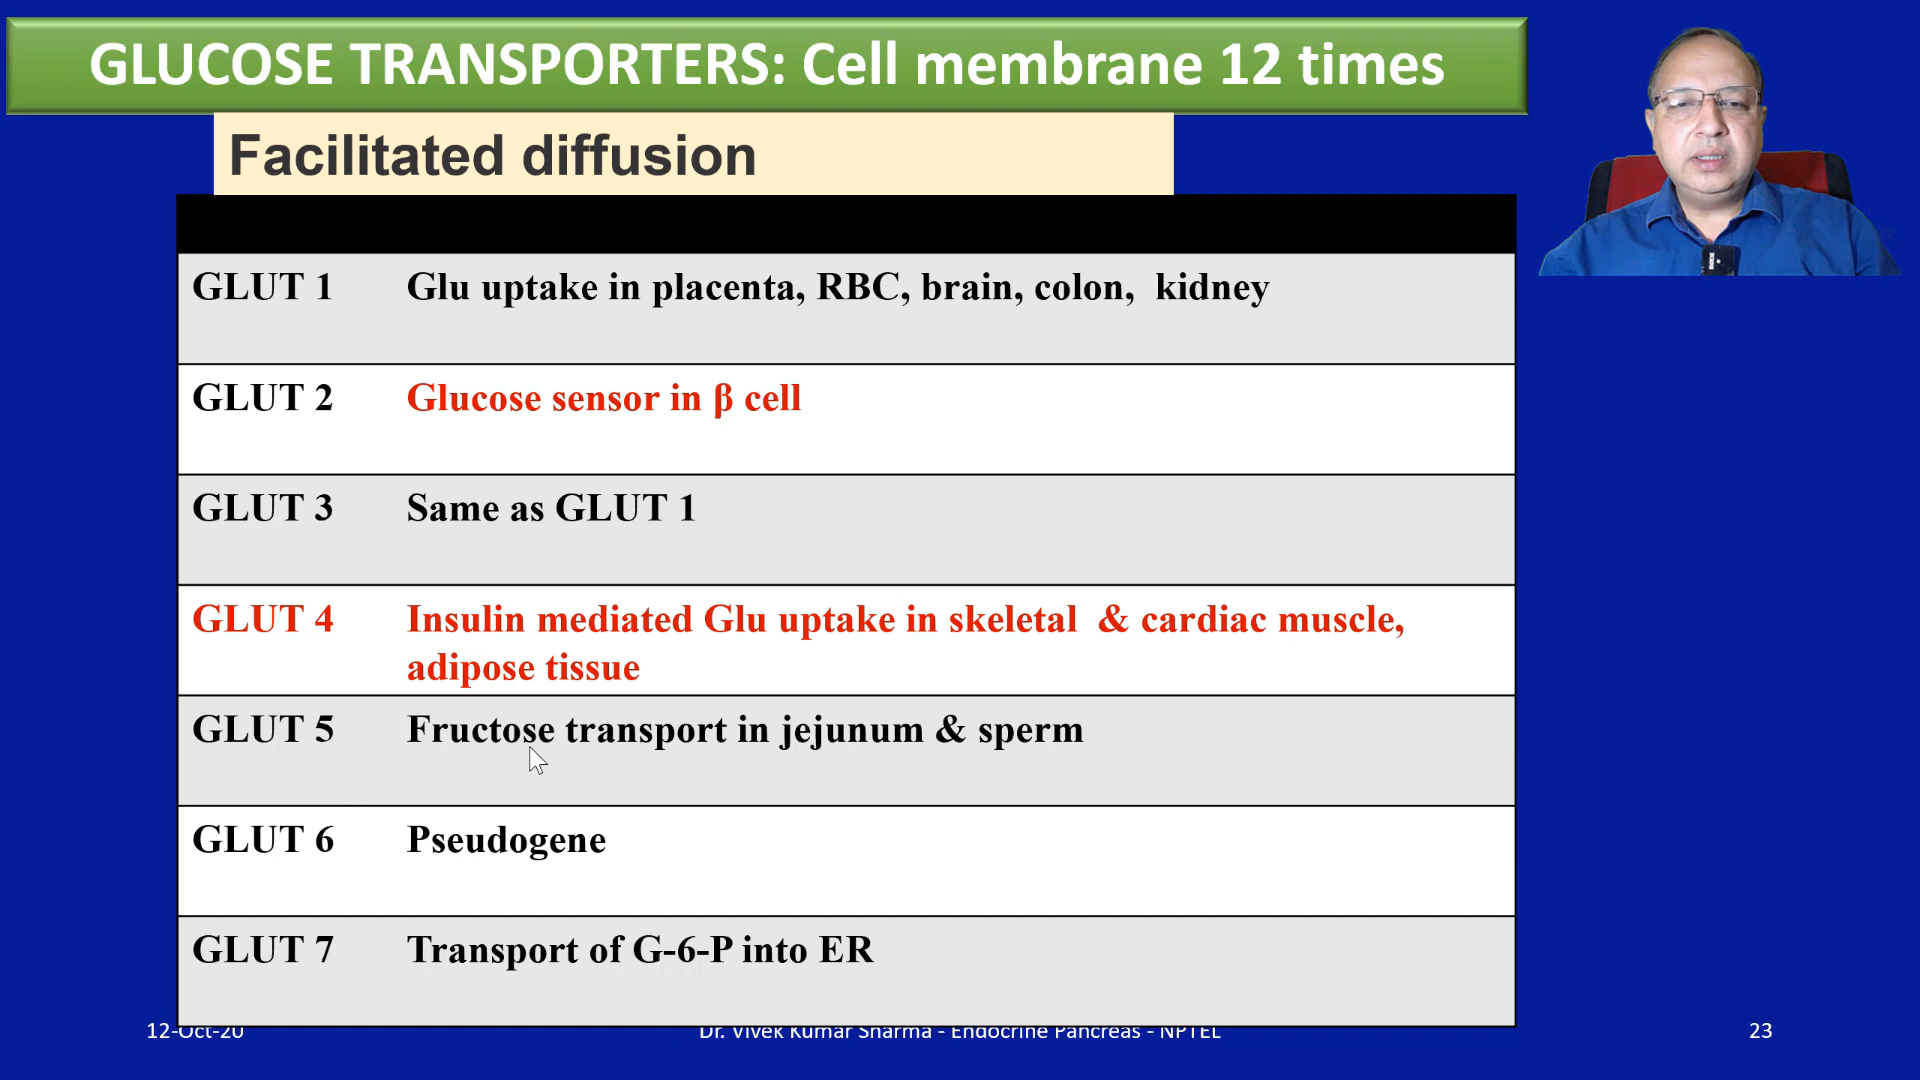 GLUCOSE TRANSPORTERS: Cell membrane 12 times
Facilitated diffusion
GLUT 1 Glu uptake in placenta, RBC, brain, colon, kidney
GLUT 2 Glucose sensor in β cell
GLUT 3 Same as GLUT 1
GLUT 4 Insulin mediated Glu uptake in skeletal & cardiac muscle,
adipose tissue
GLUT 5 Fructose transport in jejunum & sperm
GLUT 6 Pseudogene
GLUT 7 Transport of G-6-P into ER
12-Oct-20 Dr. Vivek Kumar Sharma - Endocrine Pancreas - NPTEL 23